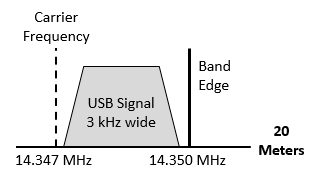 Carrier
Frequency
Band
Edge
USB Signal
3 kHz wide
20
Meters
14.347 MHz
14.350 MHz